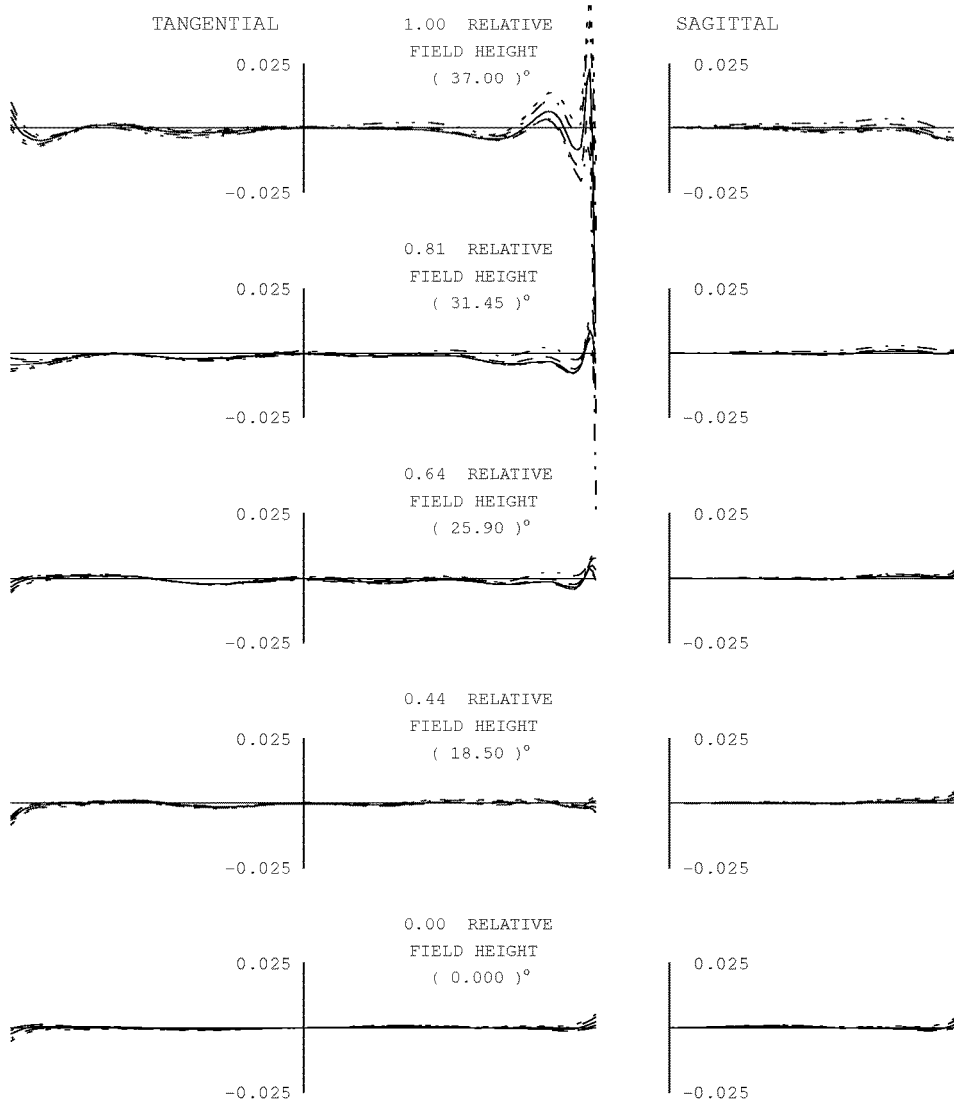 TANGENTIAL
1.00 RELATIVE
FIELD HEIGHT
( 37.00 )°
SAGITTAL
0.025
0.025
-0.025
-0.025
0.81 RELATIVE
FIELD HEIGHT
( 31.45 )°
0.025
0.025
-0.025
-0.025
0.64 RELATIVE
FIELD HEIGHT
( 25.90 )°
0.025
0.025
-0.025
-0.025
0.44 RELATIVE
FIELD HEIGHT
( 18.50 )°
0.025
0.025
-0.025
-0.025
0.00 RELATIVE
FIELD HEIGHT
( 0.000 )°
0.025
0.025
-0.025
-0.025